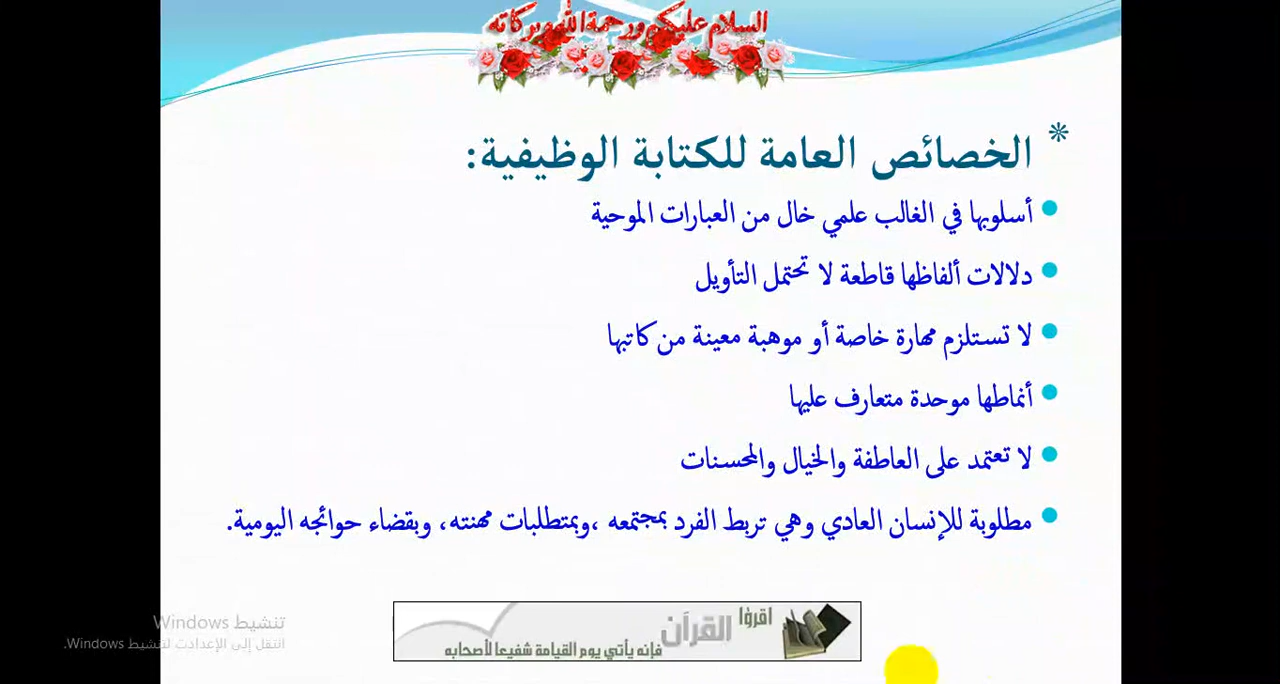 السلام عليكم ورحمة الله وبركاته
* الخصائص العامة للكتابة الوظيفية:
• أسلوبها في الغالب علمي خال من العبارات الموحية
• دلالات ألفاظها قاطعة لا تحتمل التأويل
• لا تستلزم مهارة خاصة أو موهبة معينة من كاتبها
• أنماطها موحدة متعارف عليها
• لا تعتمد على العاطفة والخيال والمحسنات
• مطلوبة للإنسان العادي وهي تربط الفرد بمجتمعه ،وبمتطلبات مهنته، وبقضاء حوائجه اليومية.
اقرؤا القرآن
فإنه يأتي يوم القيامة شفيعا لأصحابه
تنشيط Windows
انتقل إلى الإعدادات لتنشيط Windows.